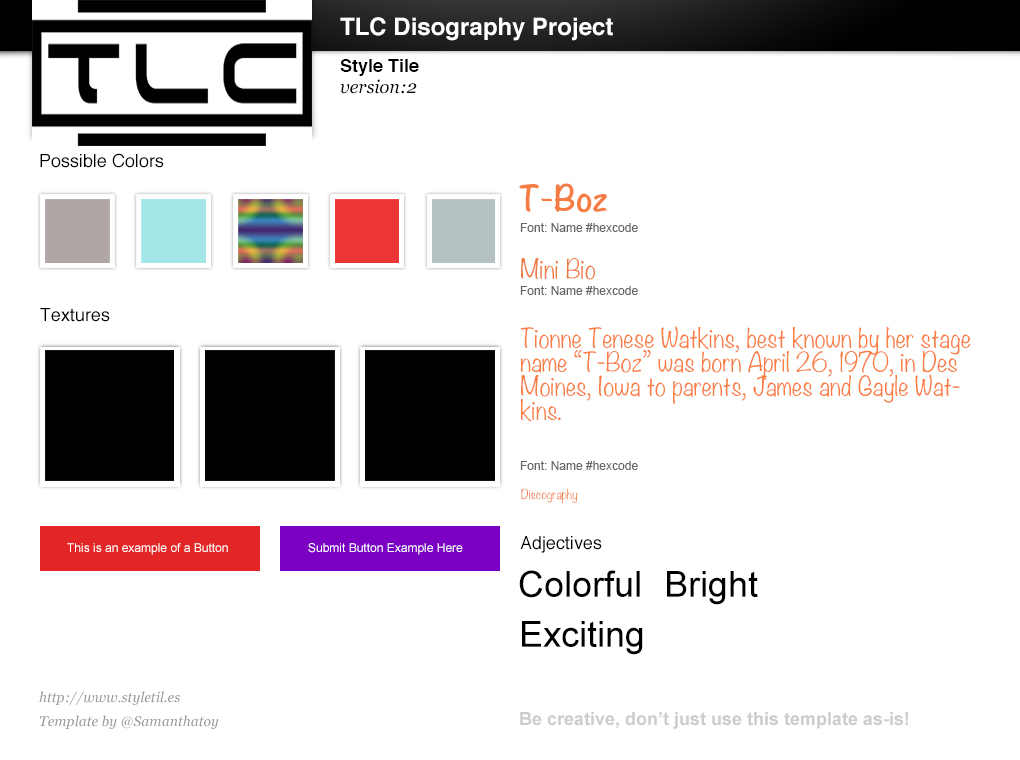 TLC
TLC Disography Project
Style Tile
version:2
Possible Colors
Textures
This is an example of a Button
Submit Button Example Here
T-Boz
Font: Name #hexcode
Mini Bio
Font: Name #hexcode
Tionne Tenese Watkins, best known by her stage
name “T-Boz” was born April 26, 1970, in Des
Moines, Iowa to parents, James and Gayle Wat-
kins.
Font: Name #hexcode
Discography
Adjectives
Colorful Bright
Exciting
http://www.styletil.es
Template by @Samanthatoy
Be creative, don’t just use this template as-is!